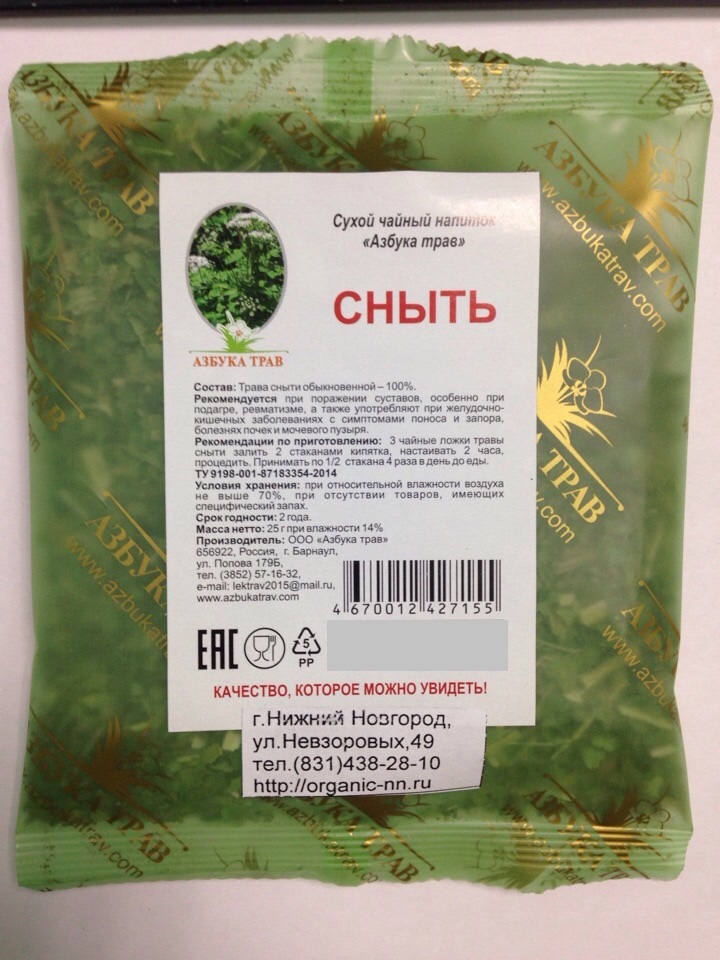 АЗБУКА ТРАВ
www.azbukatrav.com
АЗБУКА ТРАВ
www.azbukatrav.com
Сухой чайный напиток
«Азбука трав»
СНЫТЬ
АЗБУКА ТРАВ
Состав: Трава сныти обыкновенной – 100%.
Рекомендуется при поражении суставов, особенно при
подагре, ревматизме, а также употребляют при желудочно-
кишечных заболеваниях с симптомами поноса и запора,
болезнях почек и мочевого пузыря.
Рекомендации по приготовлению: 3 чайные ложки травы
сныти залить 2 стаканами кипятка, настаивать 2 часа,
процедить. Принимать по 1/2 стакана 4 раза в день до еды.
ТУ 9198-001-87183354-2014
Условия хранения: при относительной влажности воздуха
не выше 70%, при отсутствии товаров, имеющих
специфический запах.
Срок годности: 2 года.
Масса нетто: 25 г при влажности 14%
Производитель: ООО «Азбука трав»
656922, Россия, г. Барнаул,
ул. Попова 179Б,
тел. (3852) 57-16-32,
e-mail: lektrav2015@mail.ru,
www.azbukatrav.com
4 670012 427155
EAC
5
PP
КАЧЕСТВО, КОТОРОЕ МОЖНО УВИДЕТЬ!
г.Нижний Новгород,
ул.Невзоровых,49
тел.(831)438-28-10
http://organic-nn.ru